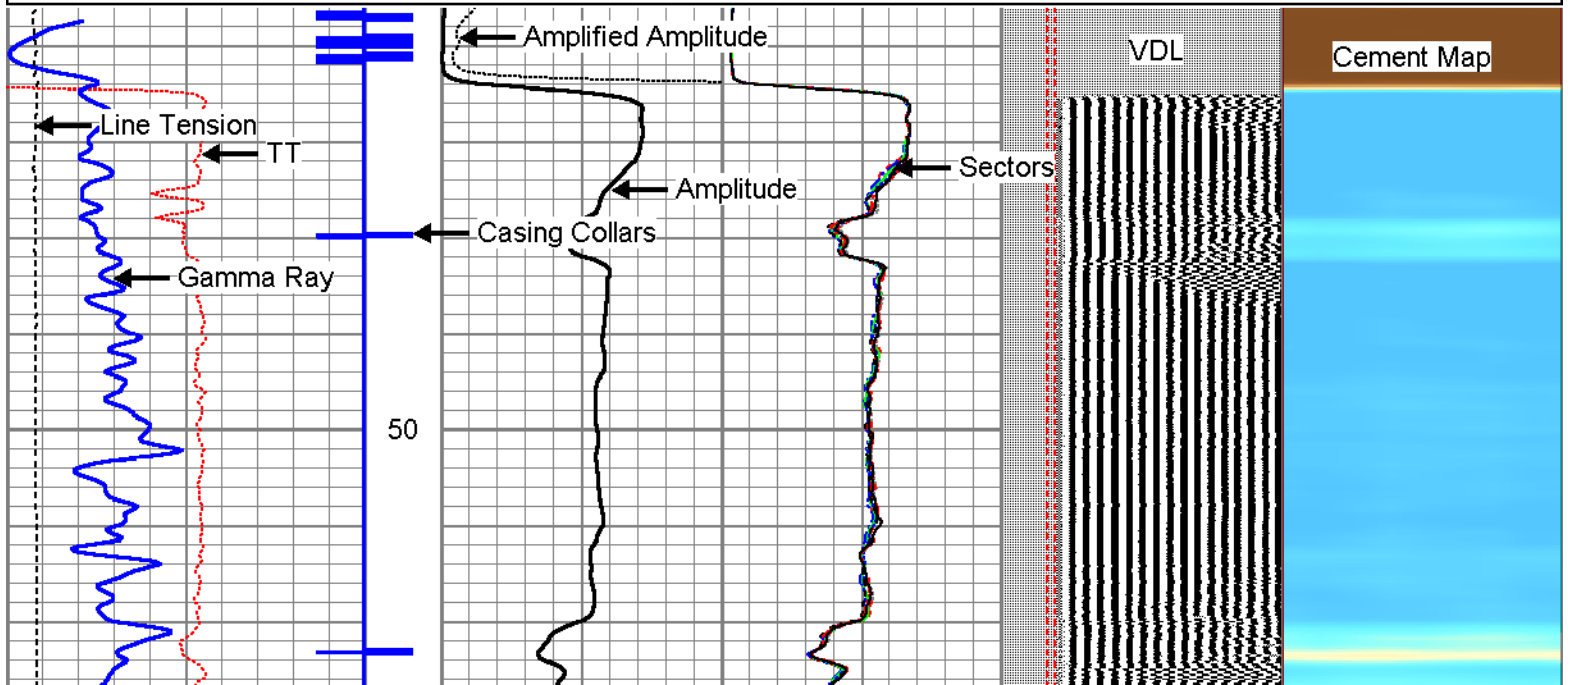 Amplified Amplitude
VDL
Cement Map
Line Tension
TT
Sectors
Amplitude
Casing Collars
Gamma Ray
50